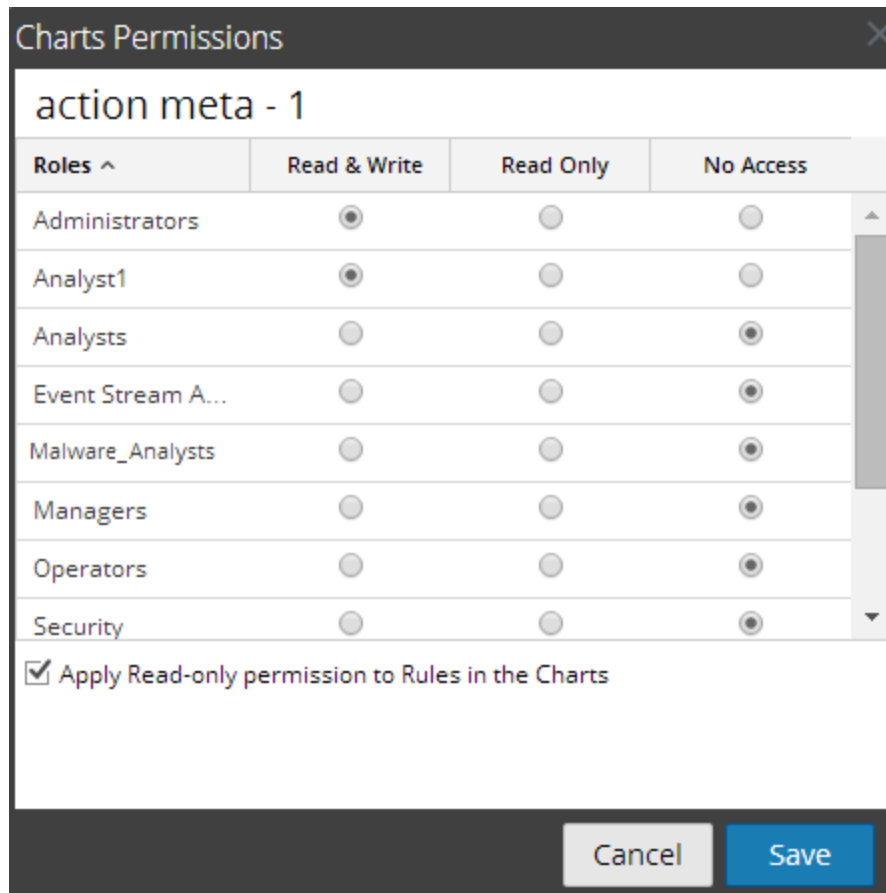 Charts Permissions
action meta - 1
Roles Read & Write Read Only No Access
Administrators
Analyst1
Analysts
Event Stream A...
Malware_Analysts
Managers
Operators
Security
Apply Read-only permission to Rules in the Charts
Cancel Save